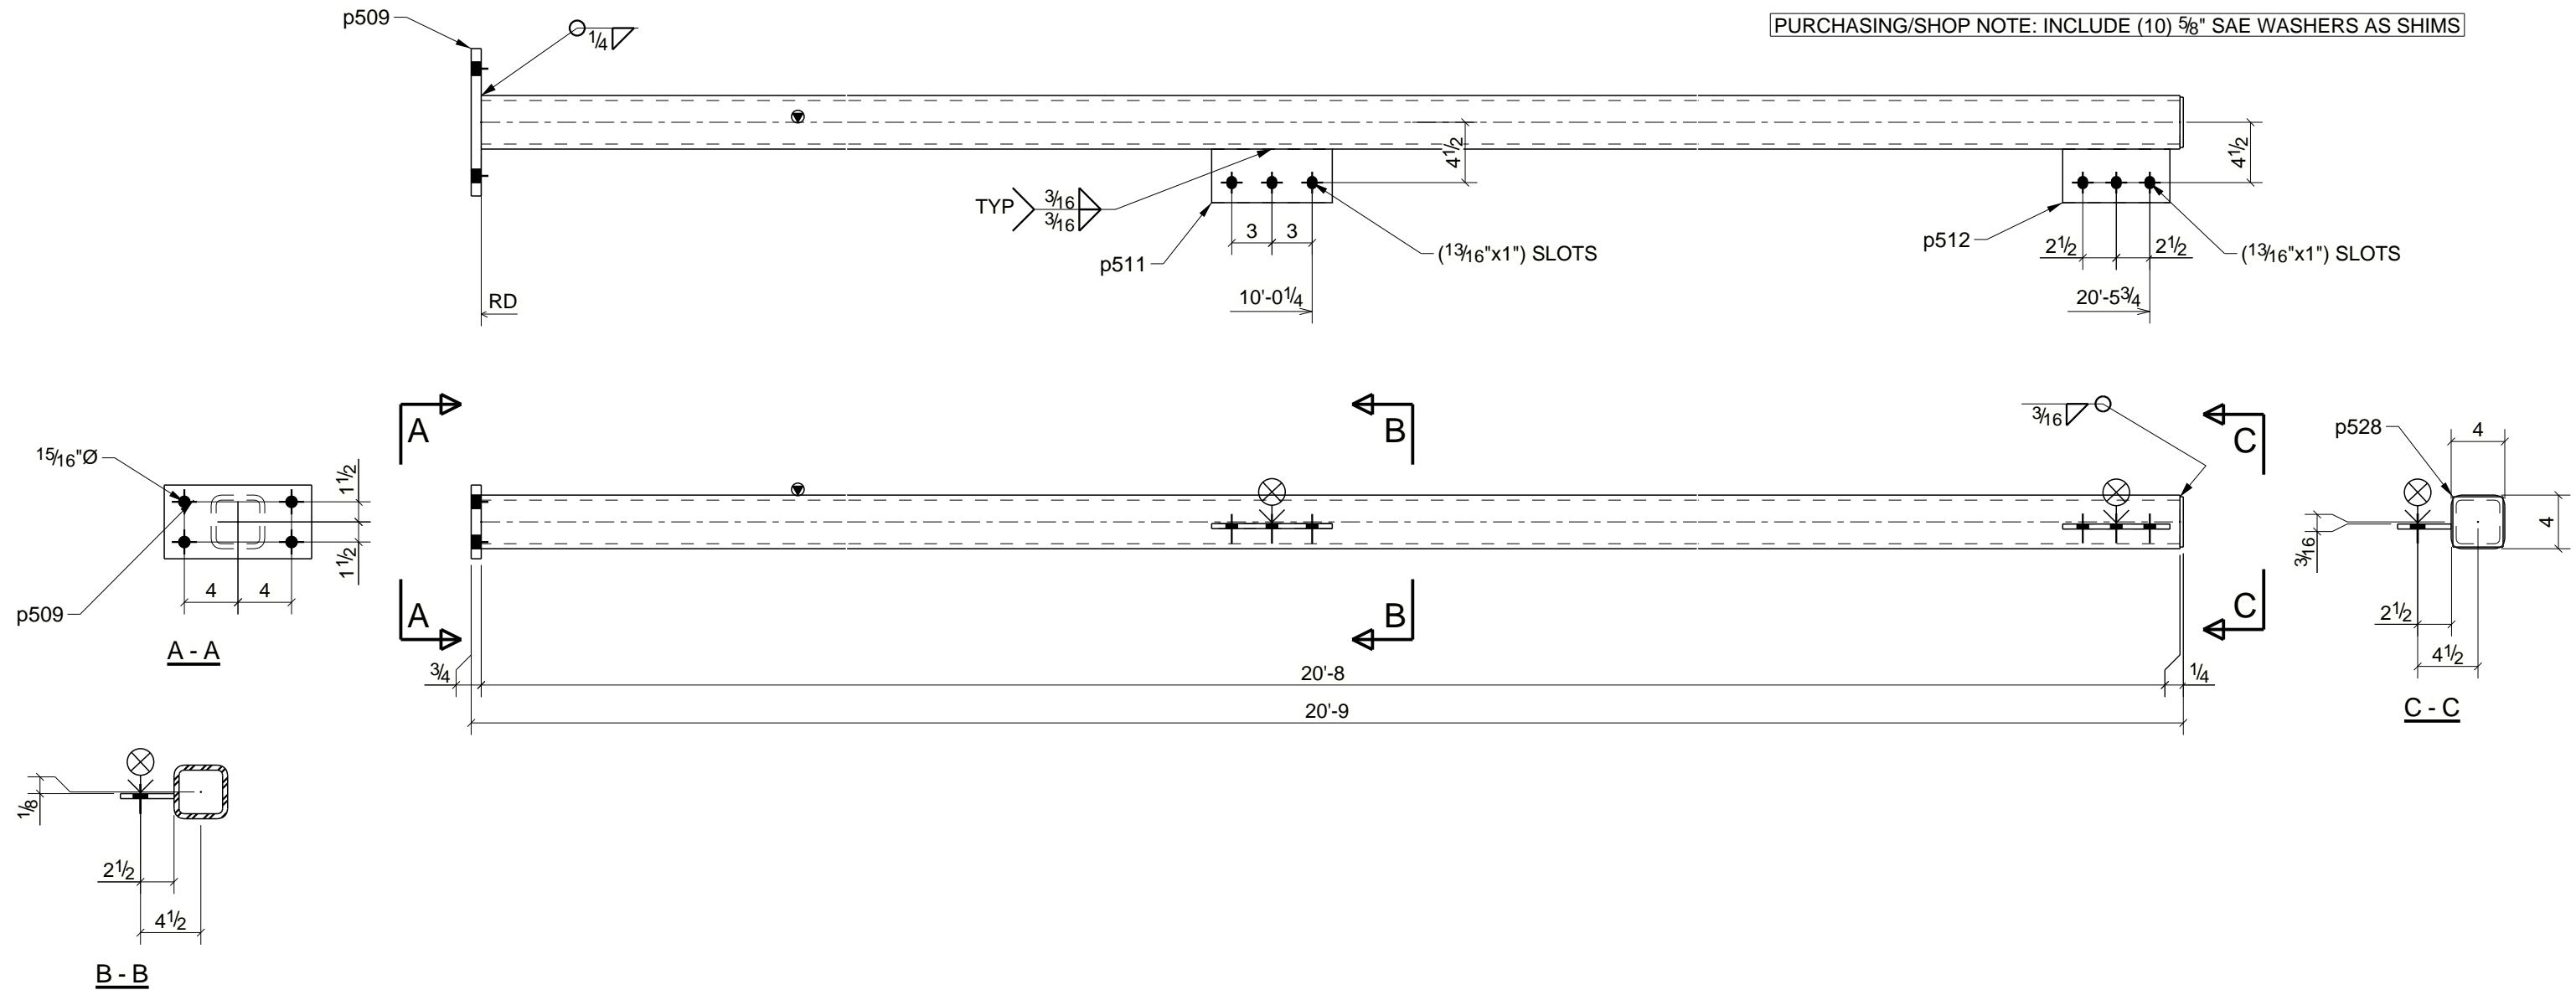 p509
1/4
PURCHASING/SHOP NOTE: INCLUDE (10) 5/8" SAE WASHERS AS SHIMS
4 1/2
4 1/2
TYP
3/16
3/16
3
3
p511
(13/16"x1") SLOTS
p512
2 1/2
2 1/2
(13/16"x1") SLOTS
RD
10'-0 1/4
20'-5 3/4
A
B
3/16
C
p528
4
15/16"Ø
1 1/2
4
1 1/2
3/16
4
4
p509
A
B
C
2 1/2
A - A
3/4
20'-8
1/4
4 1/2
20'-9
C - C
1/8
2 1/2
4 1/2
B - B